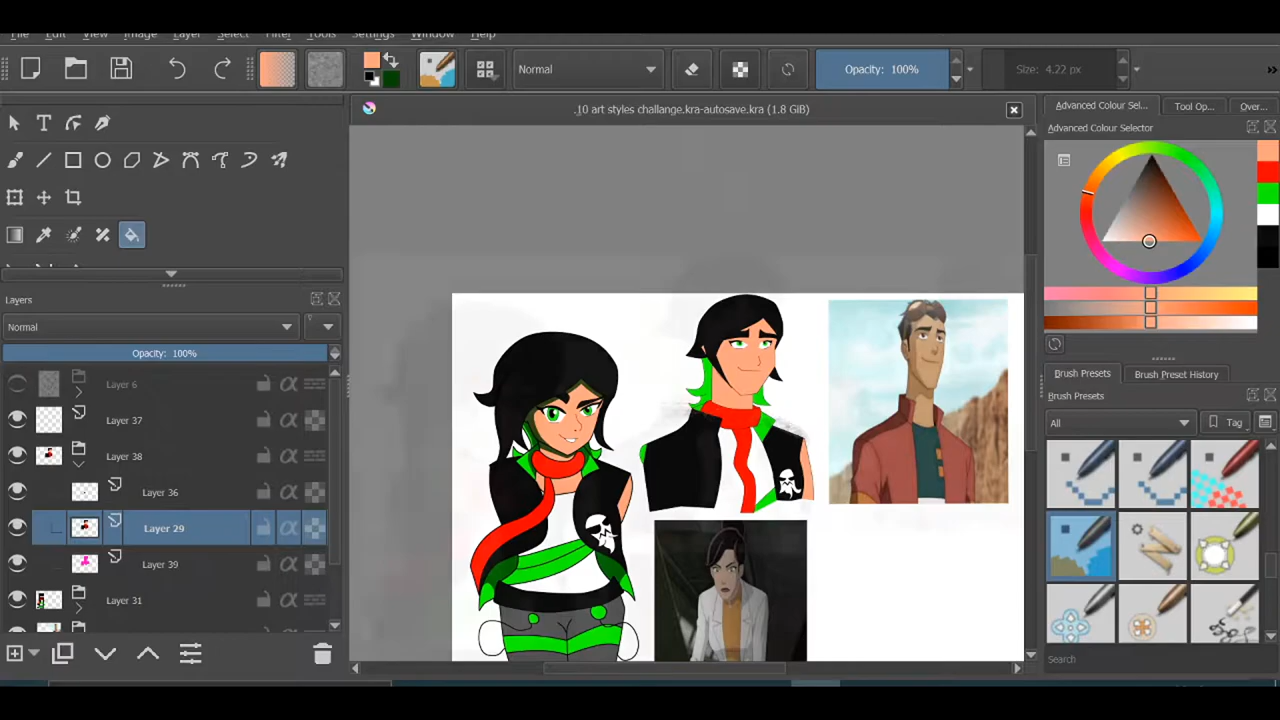 File Edit View Image Layer Select Filter Tools Settings Window Help
Normal
Opacity: 100%
Size: 4.22 px
»
.10 art styles challange.kra-autosave.kra (1.8 GiB)
Advanced Colour Sel...
Tool Op...
Over...
Advanced Colour Selector
Layers
Normal
Opacity: 100%
Layer 6
Layer 37
Layer 38
Layer 36
Layer 29
Layer 39
Layer 31
Brush Presets
Brush Preset History
Brush Presets
All
Tag
Search